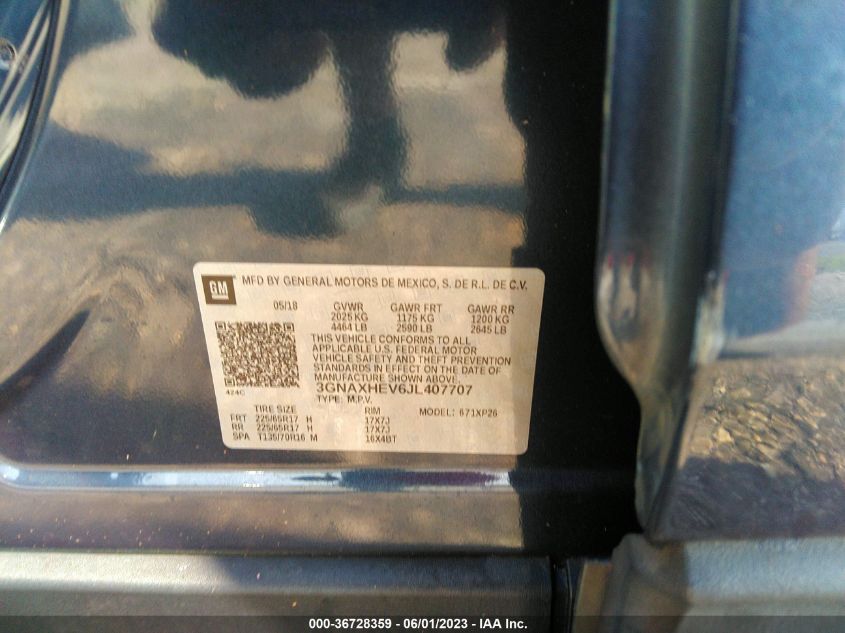 GM MFD BY GENERAL MOTORS DE MEXICO, S. DE R.L. DE C.V.
05/18 GVWR GAWR FRT GAWR RR
2025 KG 1175 KG 1200 KG
4464 LB 2590 LB 2645 LB
THIS VEHICLE CONFORMS TO ALL
APPLICABLE U.S. FEDERAL MOTOR
VEHICLE SAFETY AND THEFT PREVENTION
STANDARDS IN EFFECT ON THE DATE OF
MANUFACTURE SHOWN ABOVE.
424C 3GNAXHEV6JL407707
TYPE: M.P.V.
TIRE SIZE RIM MODEL: 671XP26
FRT 225/65R17 H 17X7J
RR 225/65R17 H 17X7J
SPA T135/70R16 M 16X4BT
000-36728359 - 06/01/2023 - IAA Inc.